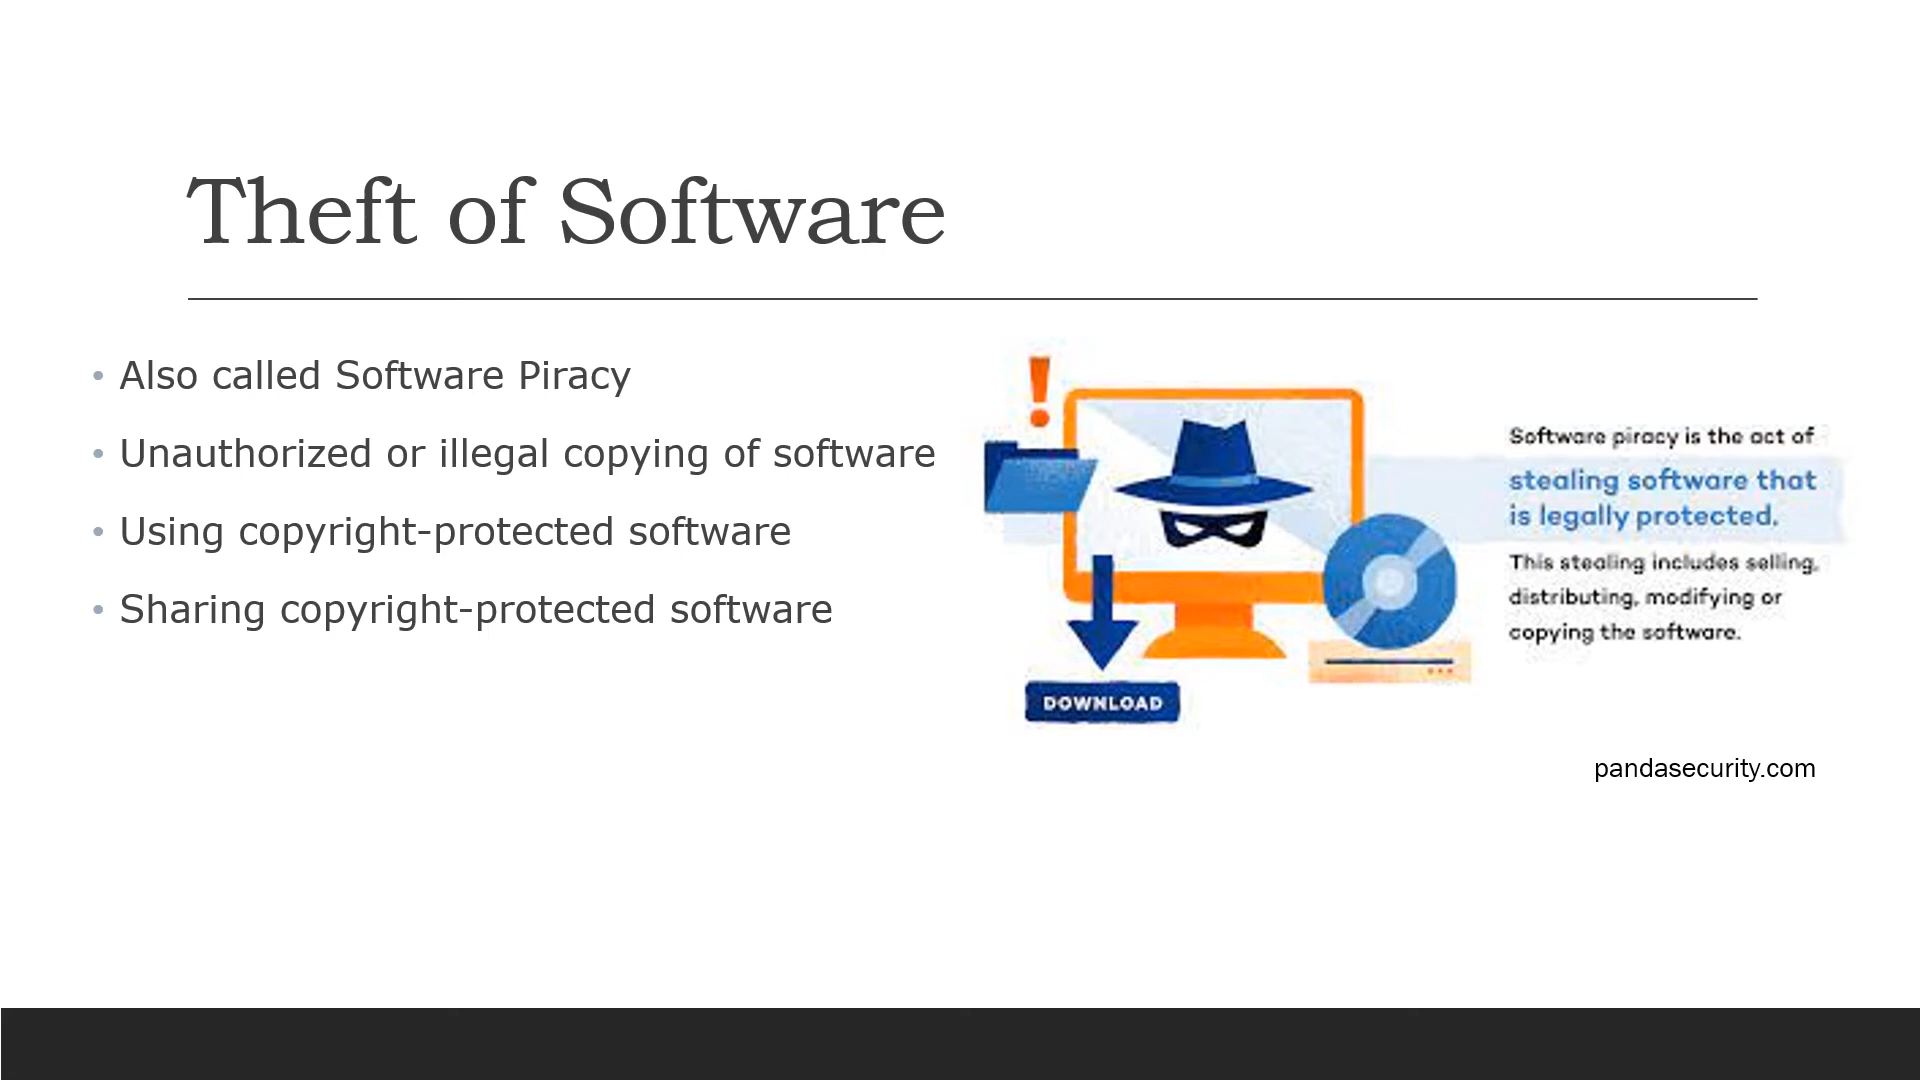 Theft of Software
• Also called Software Piracy
• Unauthorized or illegal copying of software
• Using copyright-protected software
• Sharing copyright-protected software
!
DOWNLOAD
Software piracy is the act of
stealing software that
is legally protected.
This stealing includes selling,
distributing, modifying or
copying the software.
pandasecurity.com